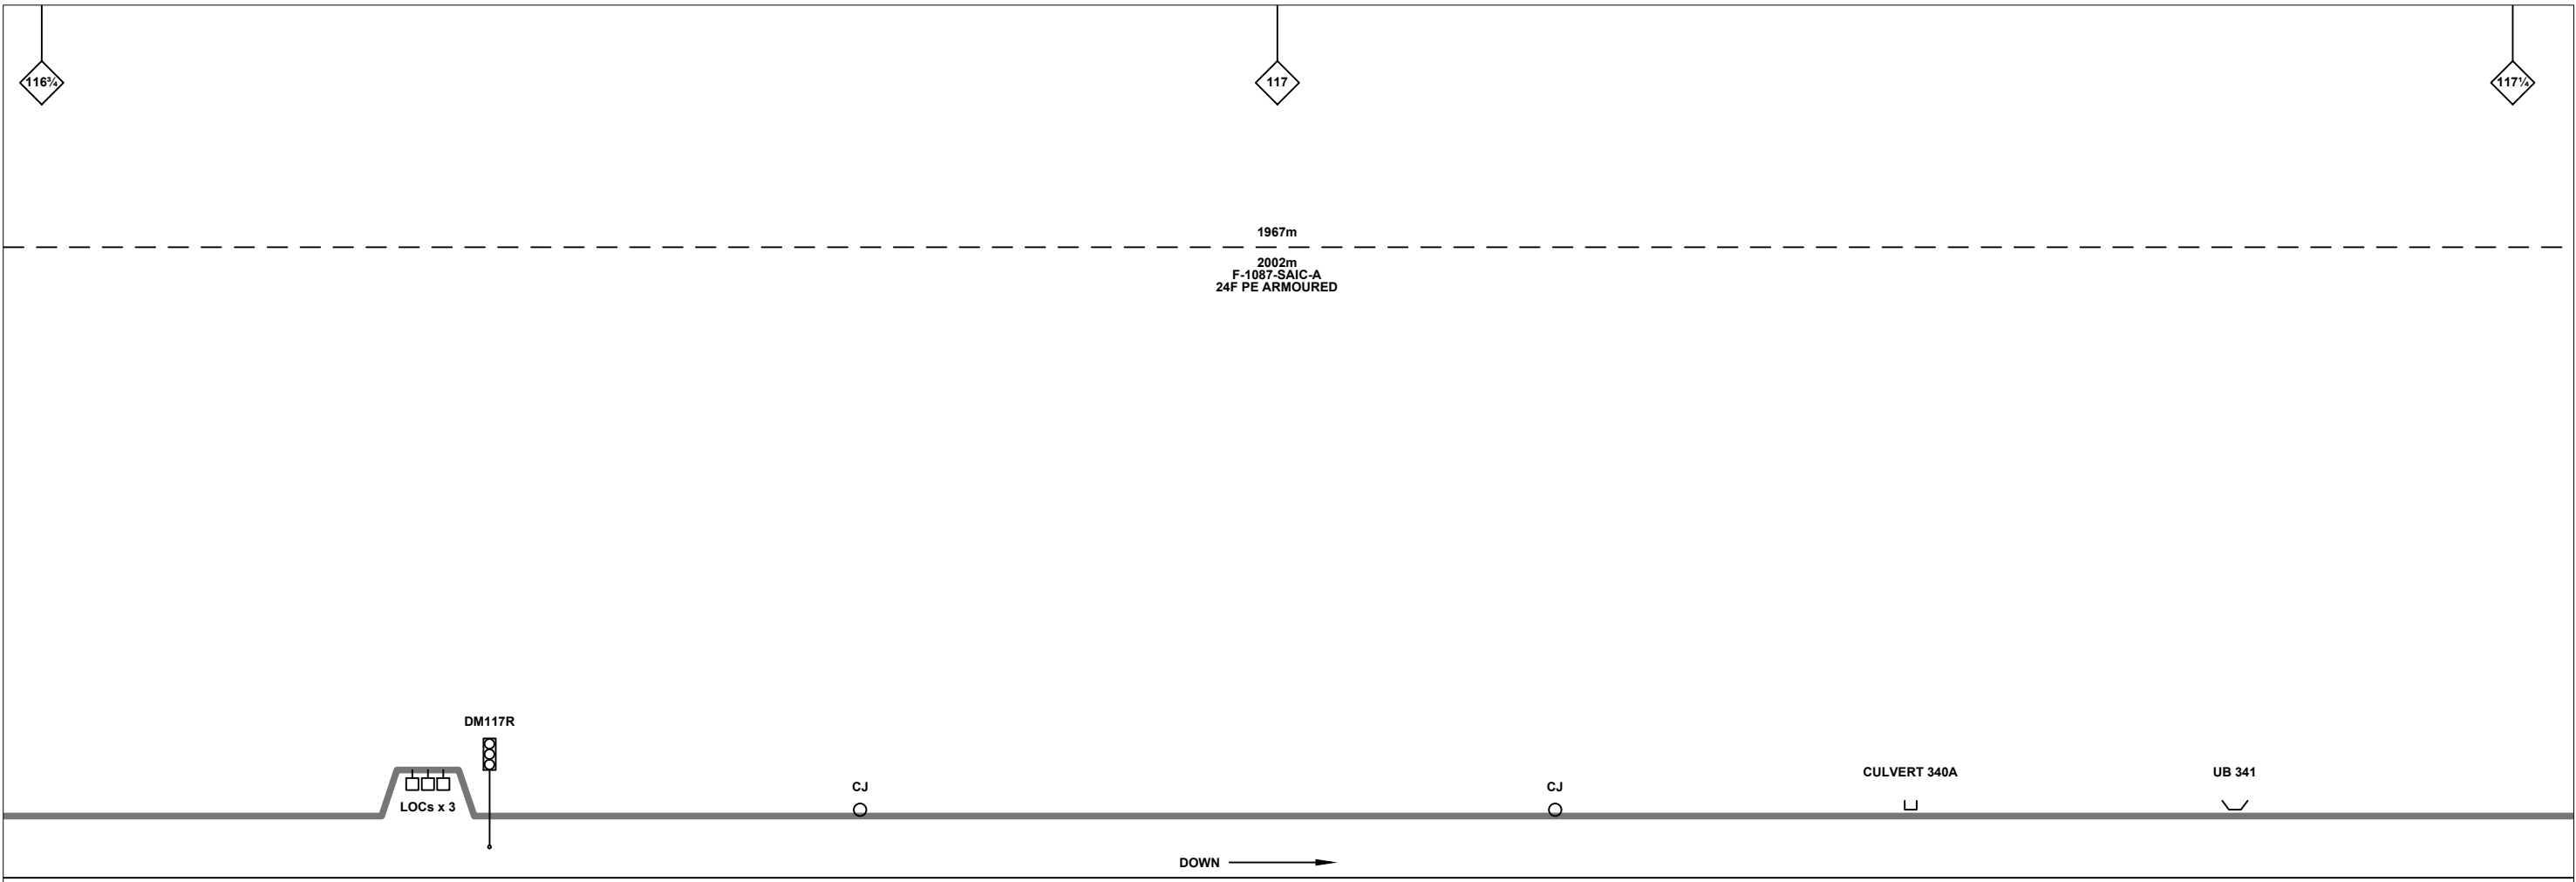 116¾
117
117¼
1967m
2002m
F-1087-SAIC-A
24F PE ARMOURED
DM117R
LOCs x 3
CJ
CJ
CULVERT 340A
UB 341
DOWN